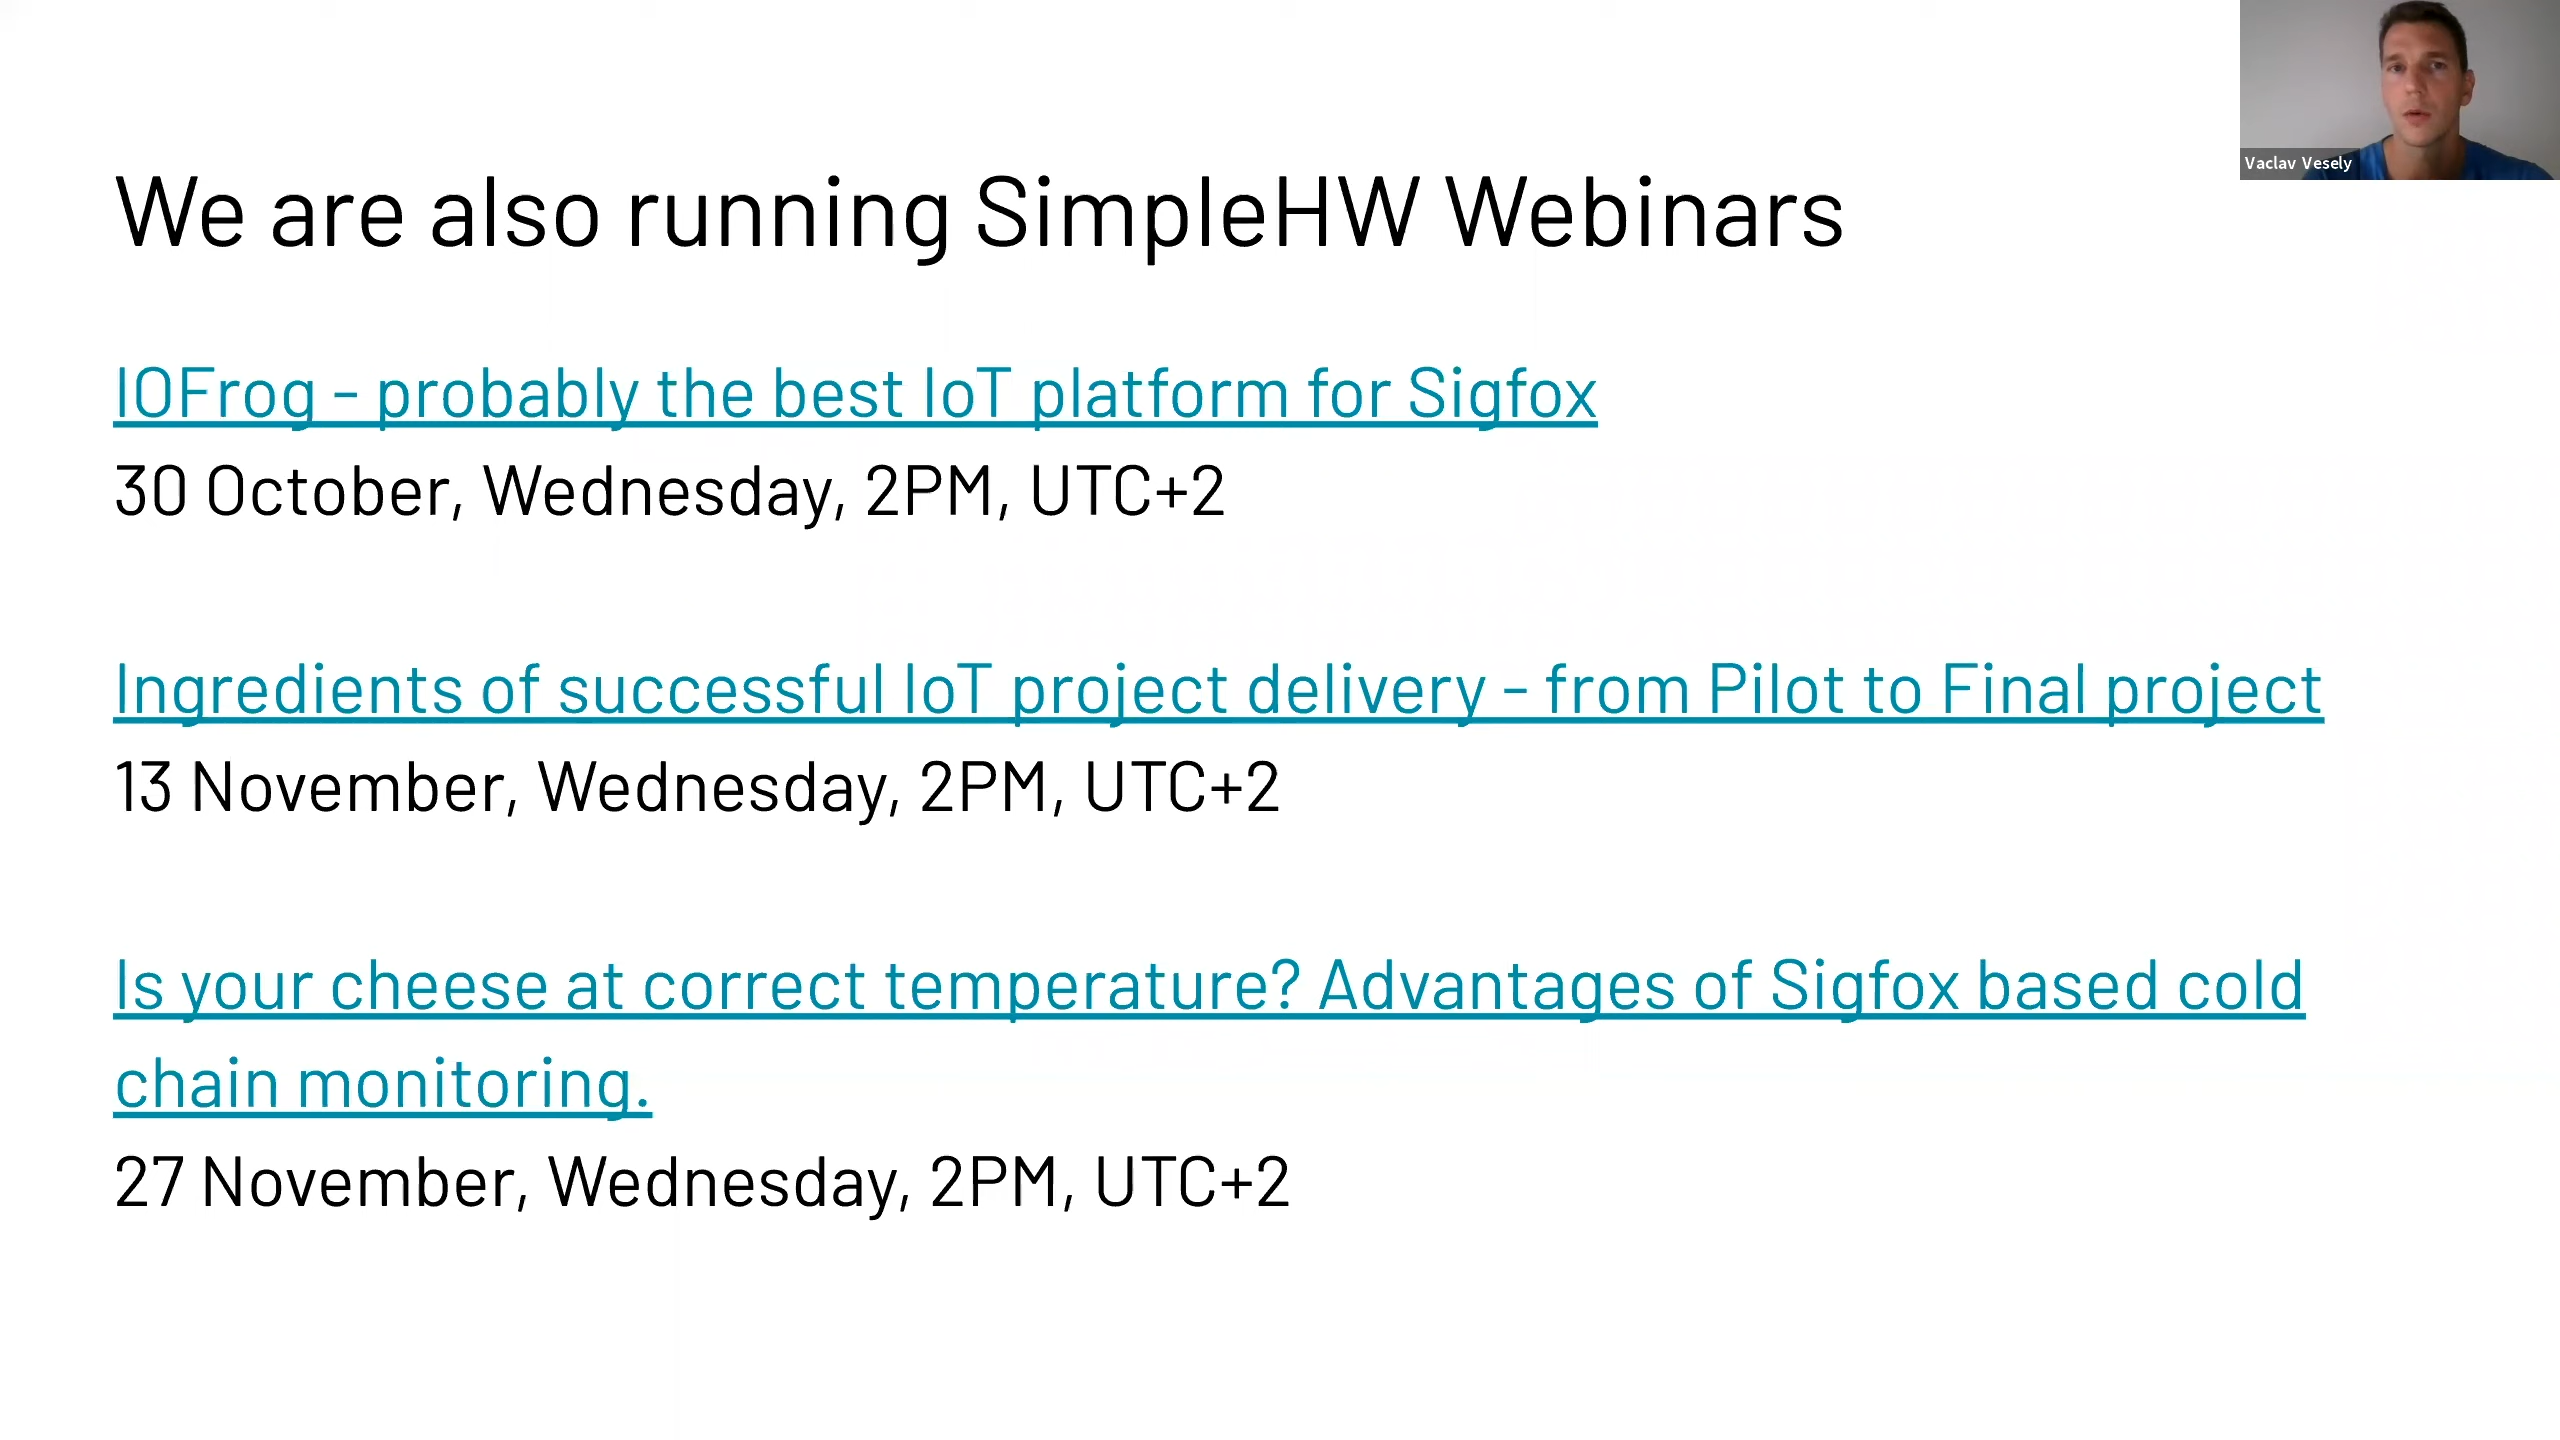 Vaclav Vesely
We are also running SimpleHW Webinars
IOFrog - probably the best IoT platform for Sigfox
30 October, Wednesday, 2PM, UTC+2
Ingredients of successful IoT project delivery - from Pilot to Final project
13 November, Wednesday, 2PM, UTC+2
Is your cheese at correct temperature? Advantages of Sigfox based cold
chain monitoring.
27 November, Wednesday, 2PM, UTC+2